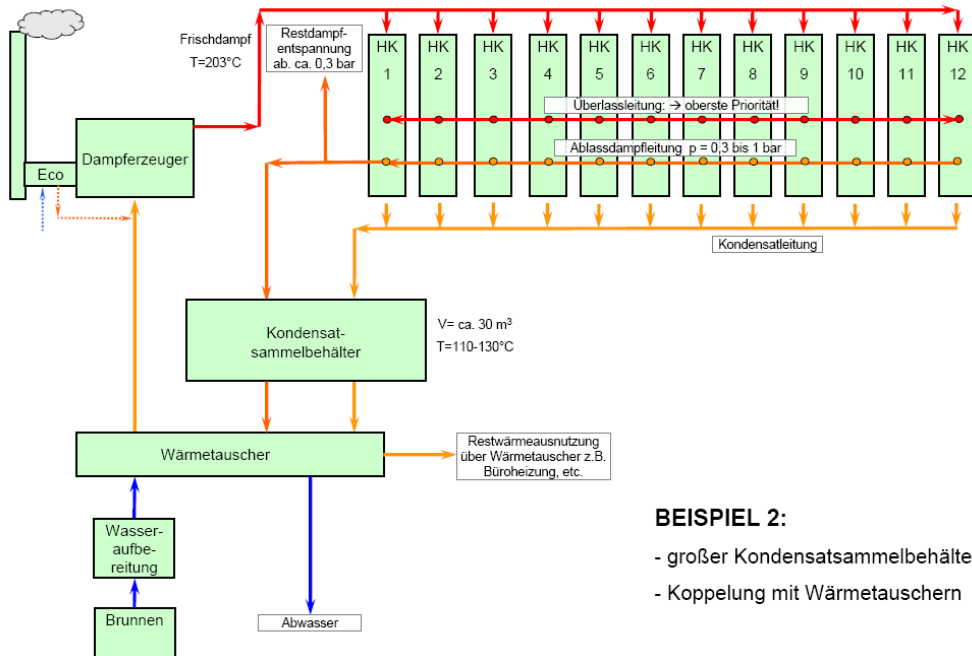 Frischdampf
T=203°C
Restdampf-
entspannung
ab. ca. 0,3 bar
HK
1
HK
2
HK
3
HK
4
HK
5
HK
6
HK
7
HK
8
HK
9
HK
10
HK
11
HK
12
Überlassleitung: → oberste Priorität!
Ablassdampfleitung p = 0,3 bis 1 bar
Dampferzeuger
Eco
Kondensatleitung
Kondensat-
sammelbehälter
V= ca. 30 m³
T=110-130°C
Wärmetauscher
Restwärmeausnutzung
über Wärmetauscher z.B.
Büroheizung, etc.
Wasser-
aufbe-
reitung
Brunnen
Abwasser
BEISPIEL 2:
- großer Kondensatsammelbehälte
- Koppelung mit Wärmetauschern